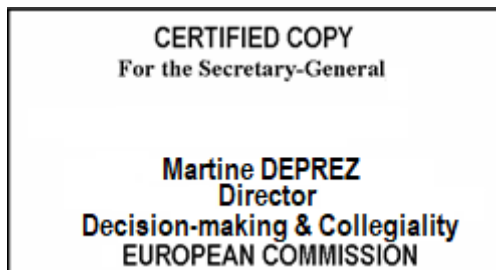 CERTIFIED COPY
For the Secretary-General
Martine DEPREZ
Director
Decision-making & Collegiality
EUROPEAN COMMISSION